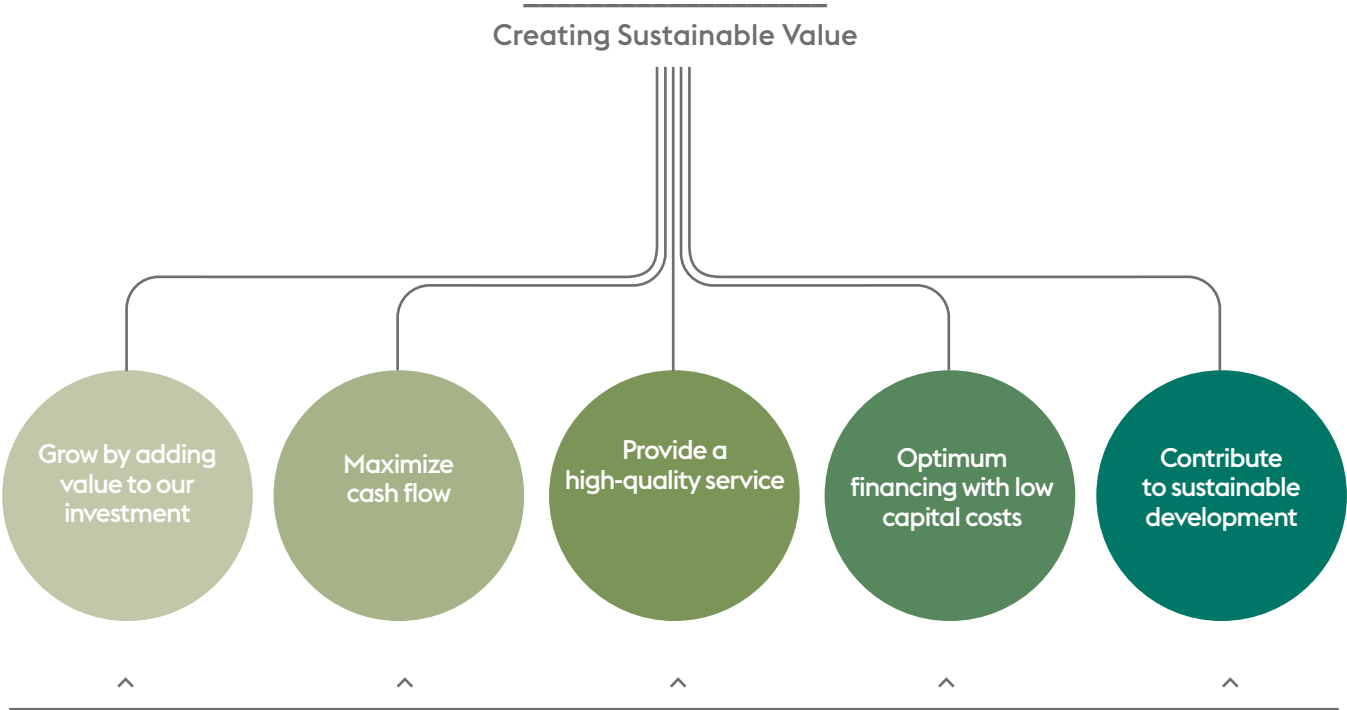 Creating Sustainable Value
Grow by adding
value to our
investment
Maximize
cash flow
Provide a
high-quality service
Optimum
financing with low
capital costs
Contribute
to sustainable
development